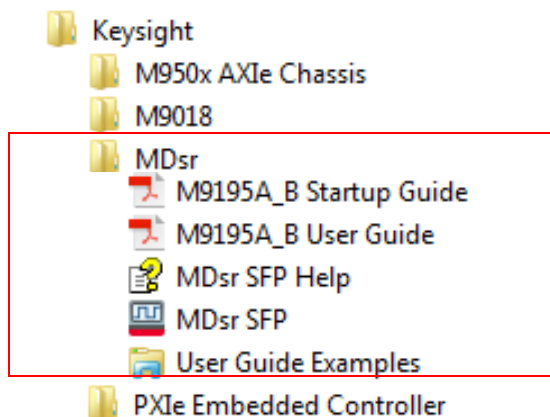 Keysight
M950x AXIe Chassis
M9018
MDsr
M9195A_B Startup Guide
M9195A_B User Guide
MDsr SFP Help
MDsr SFP
User Guide Examples
PXIe Embedded Controller